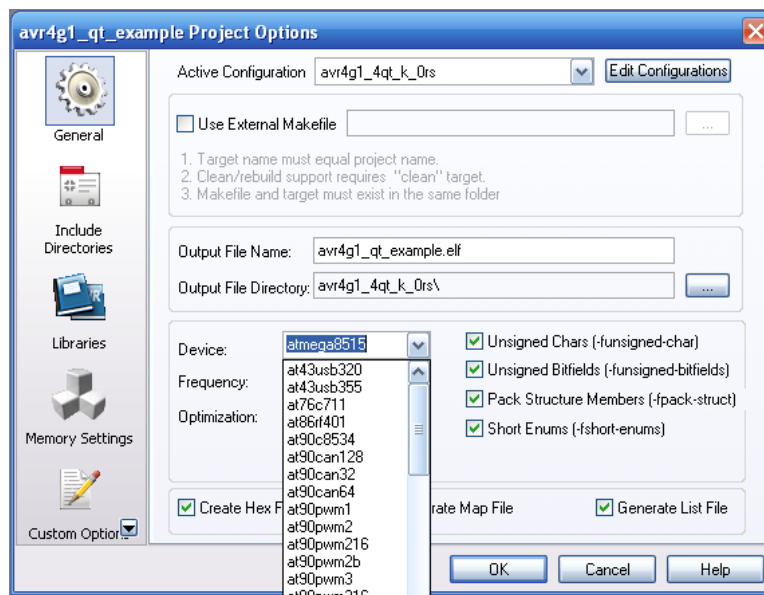 avr4g1_qt_example Project Options
General
Include
Directories
Libraries
Memory Settings
Custom Option
Active Configuration avr4g1_4qt_k_0rs Edit Configurations
Use External Makefile ...
1. Target name must equal project name.
2. Clean/rebuild support requires "clean" target.
3. Makefile and target must exist in the same folder
Output File Name: avr4g1_qt_example.elf
Output File Directory: avr4g1_4qt_k_0rs\ ...
Device: atmega8515
Frequency:
Optimization:
at43usb320
at43usb355
at76c711
at86rf401
at90c8534
at90can128
at90can32
at90can64
at90pwm1
at90pwm2
at90pwm216
at90pwm2b
at90pwm3
Unsigned Chars (-funsigned-char)
Unsigned Bitfields (-funsigned-bitfields)
Pack Structure Members (-fpack-struct)
Short Enums (-fshort-enums)
Create Hex F rate Map File Generate List File
OK Cancel Help